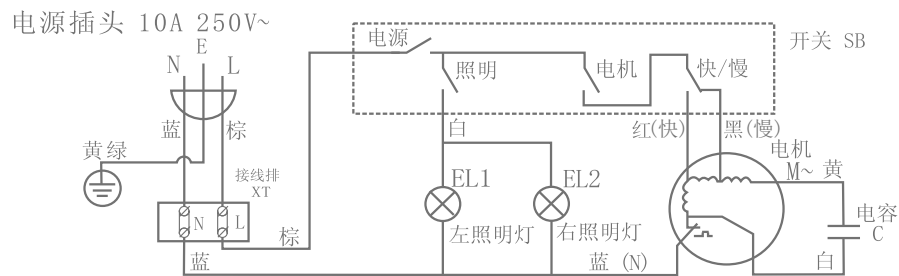 电源插头 10A 250V~
E
N
L
电源
开关 SB
照明
电机
快/慢
蓝
棕
白
红(快)
黑(慢)
黄绿
电机
M~
黄
接线排
XT
EL1
EL2
N
L
电容
C
棕
左照明灯
右照明灯
蓝
蓝 (N)
白